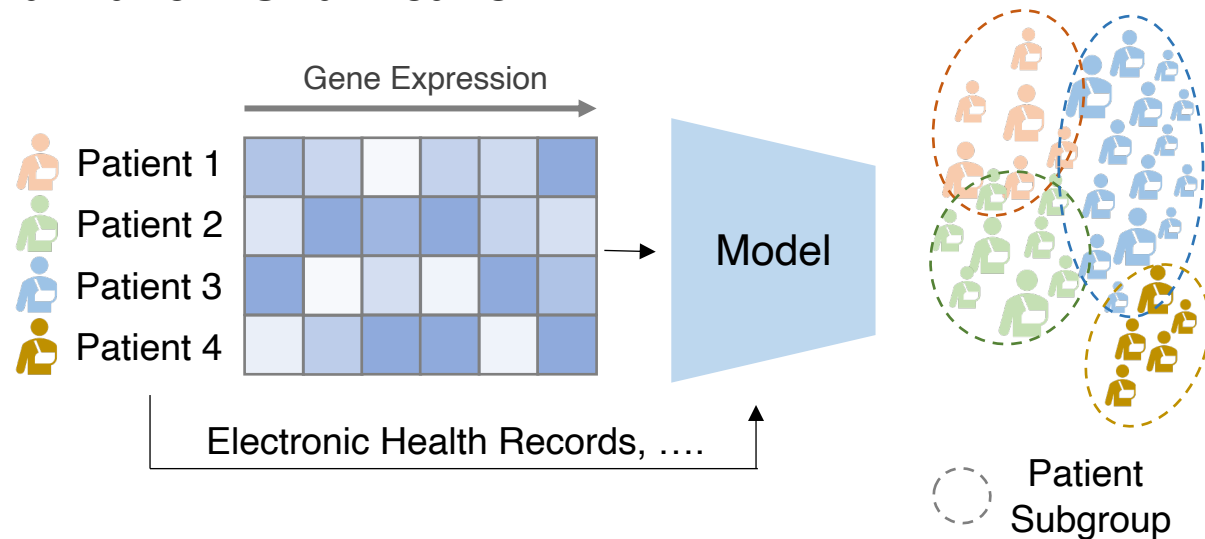 Gene Expression
Patient 1
Patient 2
Patient 3
Patient 4
Model
Electronic Health Records, ....
Patient
Subgroup